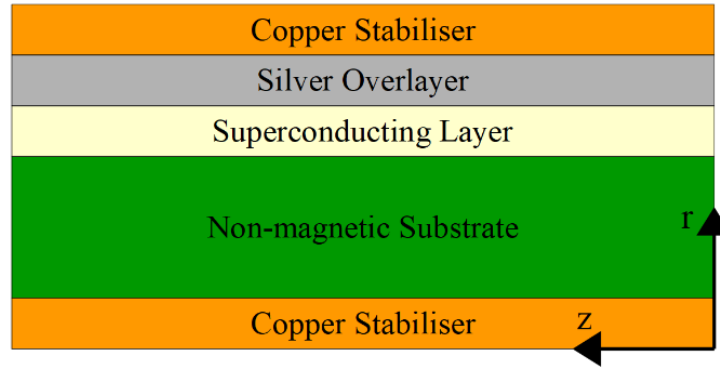 Copper Stabiliser
Silver Overlayer
Superconducting Layer
Non-magnetic Substrate
r
Copper Stabiliser
z